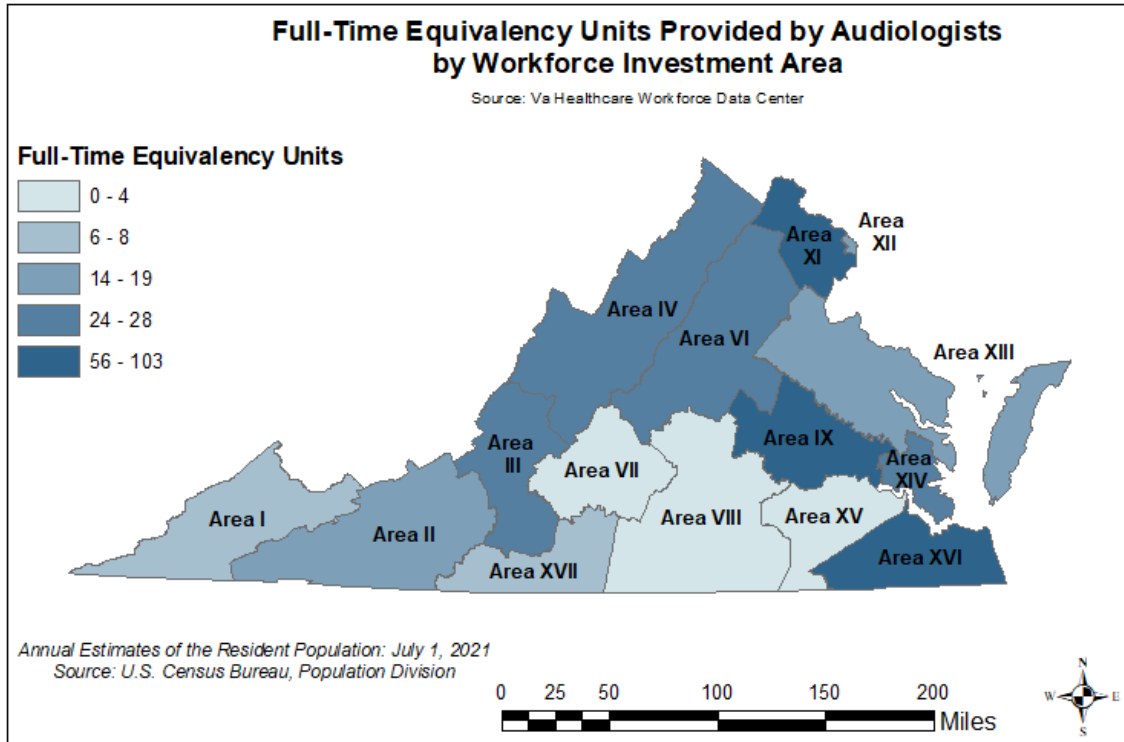 Full-Time Equivalency Units Provided by Audiologists
by Workforce Investment Area
Source: Va Healthcare Workforce Data Center
Full-Time Equivalency Units
0 - 4
6 - 8
14 - 19
24 - 28
56 - 103
Area
XII
Area
XI
Area IV
Area VI
Area XIII
Area
III
Area IX
Area VII
Area
XIV
Area I
Area II
Area VIII
Area XV
Area XVII
Area XVI
Annual Estimates of the Resident Population: July 1, 2021
Source: U.S. Census Bureau, Population Division
0 25 50 100 150 200
Miles
N
W E
S